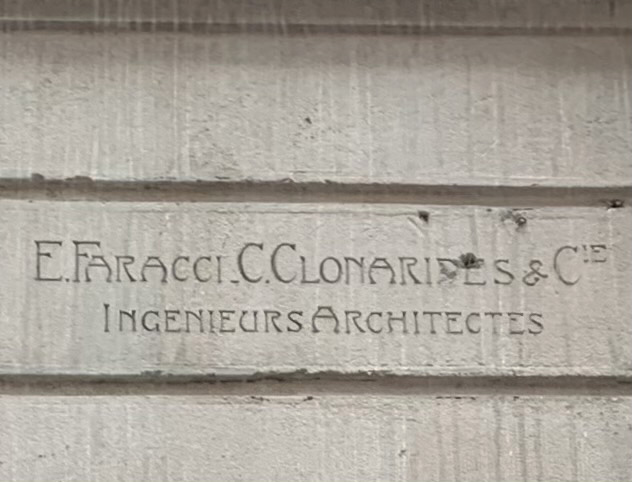 E. FARACCI _ C. CLONARIDES & CIE
INGENIEURS ARCHITECTES